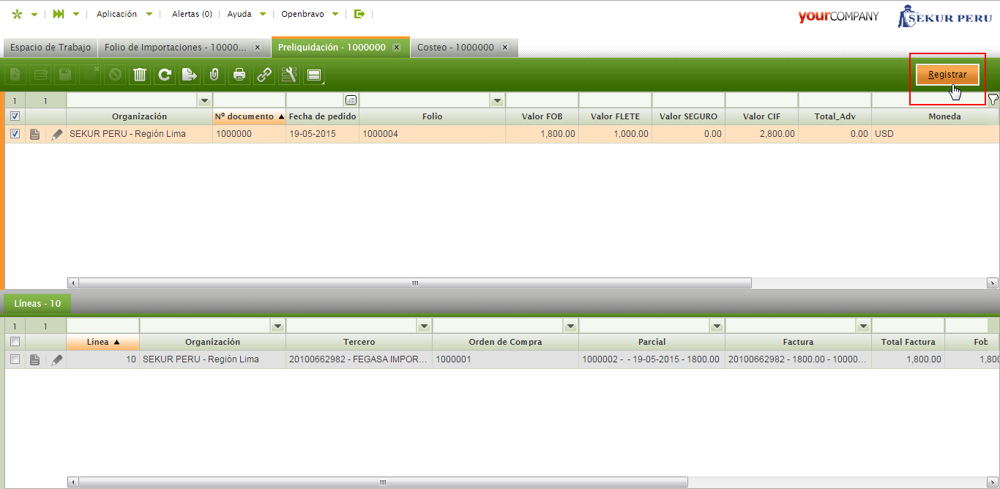 Aplicación Alertas (0) Ayuda Openbravo yourCOMPANY SEKUR PERU
Espacio de Trabajo Folio de Importaciones - 10000... Preliquidación - 1000000 Costeo - 1000000
Registrar
1 1
Organización Nº documento Fecha de pedido Folio Valor FOB Valor FLETE Valor SEGURO Valor CIF Total_Adv Moneda
SEKUR PERU - Región Lima 1000000 19-05-2015 1000004 1,800.00 1,000.00 0.00 2,800.00 0.00 USD
Líneas - 10
1 1
Línea Organización Tercero Orden de Compra Parcial Factura Total Factura Fob
10 SEKUR PERU - Región Lima 20100662982 - FEGASA IMPOR... 1000001 1000002 - - 19-05-2015 - 1800.00 20100662982 - 1800.00 - 10000... 1,800.00 1,800